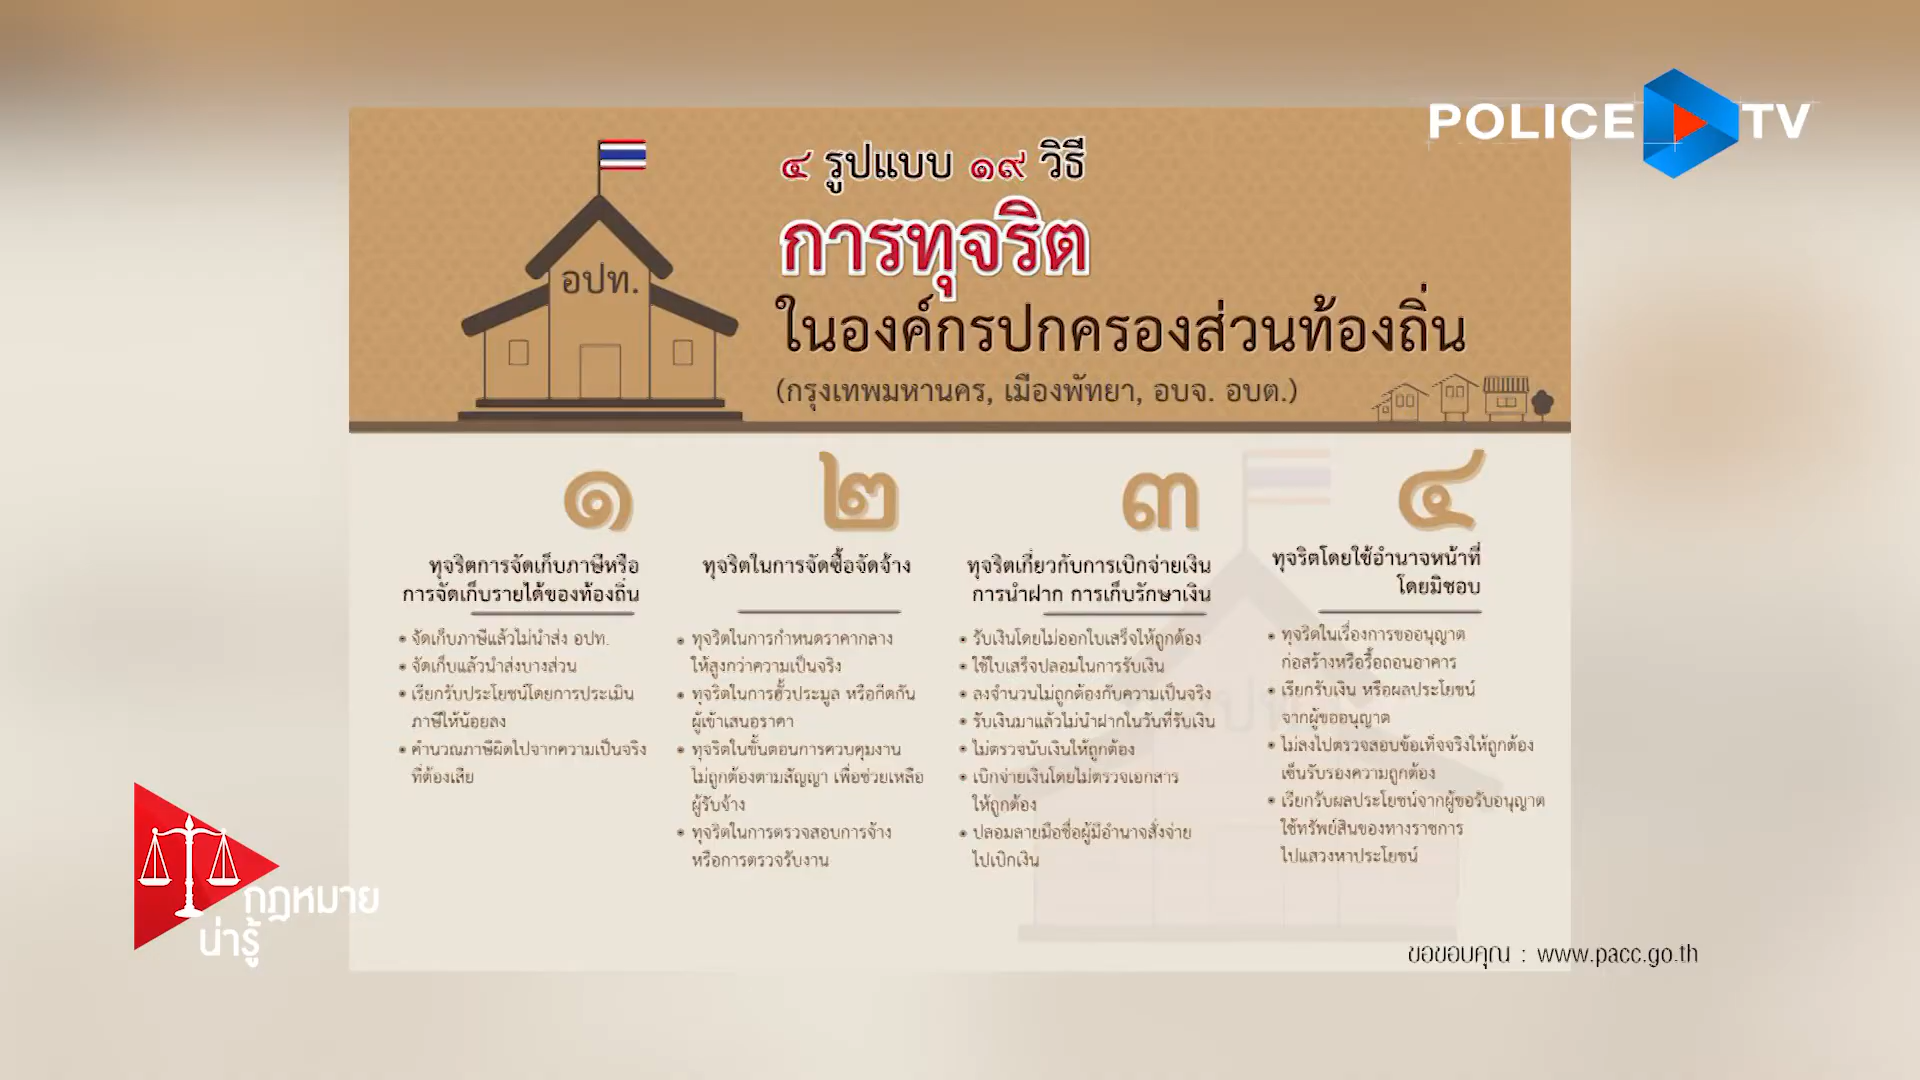 POLICE TV
๔ รูปแบบ ๑๙ วิธี
การทุจริต
ในองค์กรปกครองส่วนท้องถิ่น
(กรุงเทพมหานคร, เมืองพัทยา, อบจ. อบต.)
อปท.
๑
ทุจริตการจัดเก็บภาษีหรือ
การจัดเก็บรายได้ของท้องถิ่น
• จัดเก็บภาษีแล้วไม่นำส่ง อปท.
• จัดเก็บแล้วนำส่งบางส่วน
• เรียกรับประโยชน์โดยการประเมิน
ภาษีให้น้อยลง
• คำนวณภาษีผิดไปจากความเป็นจริง
ที่ต้องเสีย
๒
ทุจริตในการจัดซื้อจัดจ้าง
• ทุจริตในการกำหนดราคากลาง
ให้สูงกว่าความเป็นจริง
• ทุจริตในการฮั้วประมูล หรือกีดกัน
ผู้เข้าเสนอราคา
• ทุจริตในขั้นตอนการควบคุมงาน
ไม่ถูกต้องตามสัญญา เพื่อช่วยเหลือ
ผู้รับจ้าง
• ทุจริตในการตรวจสอบการจ้าง
หรือการตรวจรับงาน
๓
ทุจริตเกี่ยวกับการเบิกจ่ายเงิน
การนำฝาก การเก็บรักษาเงิน
• รับเงินโดยไม่ออกใบเสร็จให้ถูกต้อง
• ใช้ใบเสร็จปลอมในการรับเงิน
• ลงจำนวนไม่ถูกต้องกับความเป็นจริง
• รับเงินมาแล้วไม่นำฝากในวันที่รับเงิน
• ไม่ตรวจนับเงินให้ถูกต้อง
• เบิกจ่ายเงินโดยไม่ตรวจเอกสาร
ให้ถูกต้อง
• ปลอมลายมือชื่อผู้มีอำนาจสั่งจ่าย
ไปเบิกเงิน
๔
ทุจริตโดยใช้อำนาจหน้าที่
โดยมิชอบ
• ทุจริตในเรื่องการขออนุญาต
ก่อสร้างหรือรื้อถอนอาคาร
• เรียกรับเงิน หรือผลประโยชน์
จากผู้ขออนุญาต
• ไม่ลงไปตรวจสอบข้อเท็จจริงให้ถูกต้อง
เซ็นรับรองความถูกต้อง
• เรียกรับผลประโยชน์จากผู้ขอรับอนุญาต
ใช้ทรัพย์สินของทางราชการ
ไปแสวงหาประโยชน์
กฎหมาย
น่ารู้
ขอขอบคุณ : www.pacc.go.th